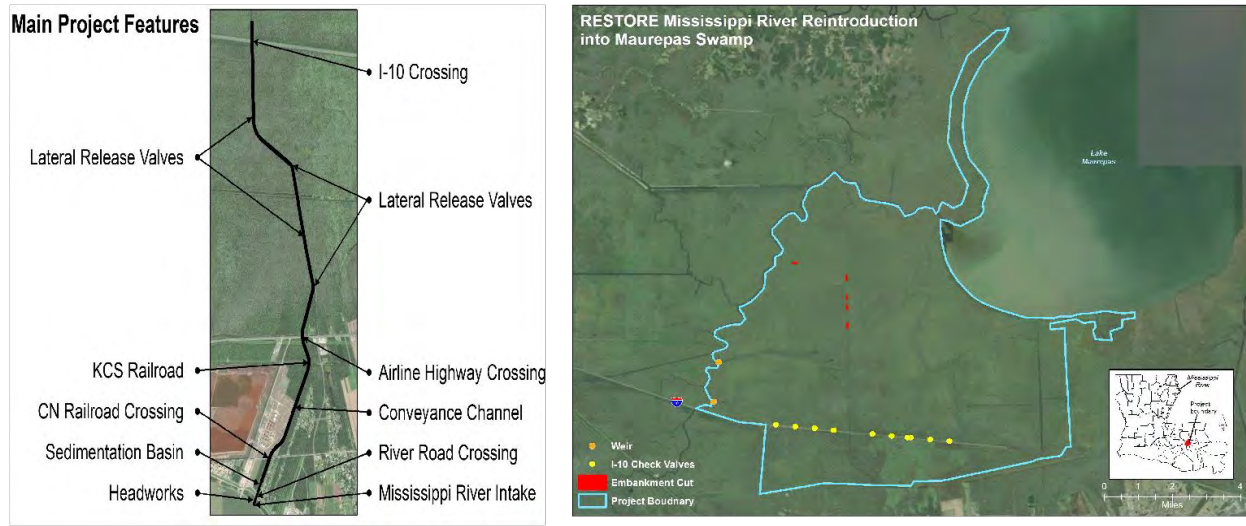 Main Project Features
I-10 Crossing
Lateral Release Valves
Lateral Release Valves
KCS Railroad
Airline Highway Crossing
CN Railroad Crossing
Conveyance Channel
Sedimentation Basin
River Road Crossing
Headworks
Mississippi River Intake
RESTORE Mississippi River Reintroduction
into Maurepas Swamp
Lake
Maurepas
Mississippi
River
Project
boundary
Weir
I-10 Check Valves
Embankment Cut
Project Boudnary
0 1 2 4
Miles